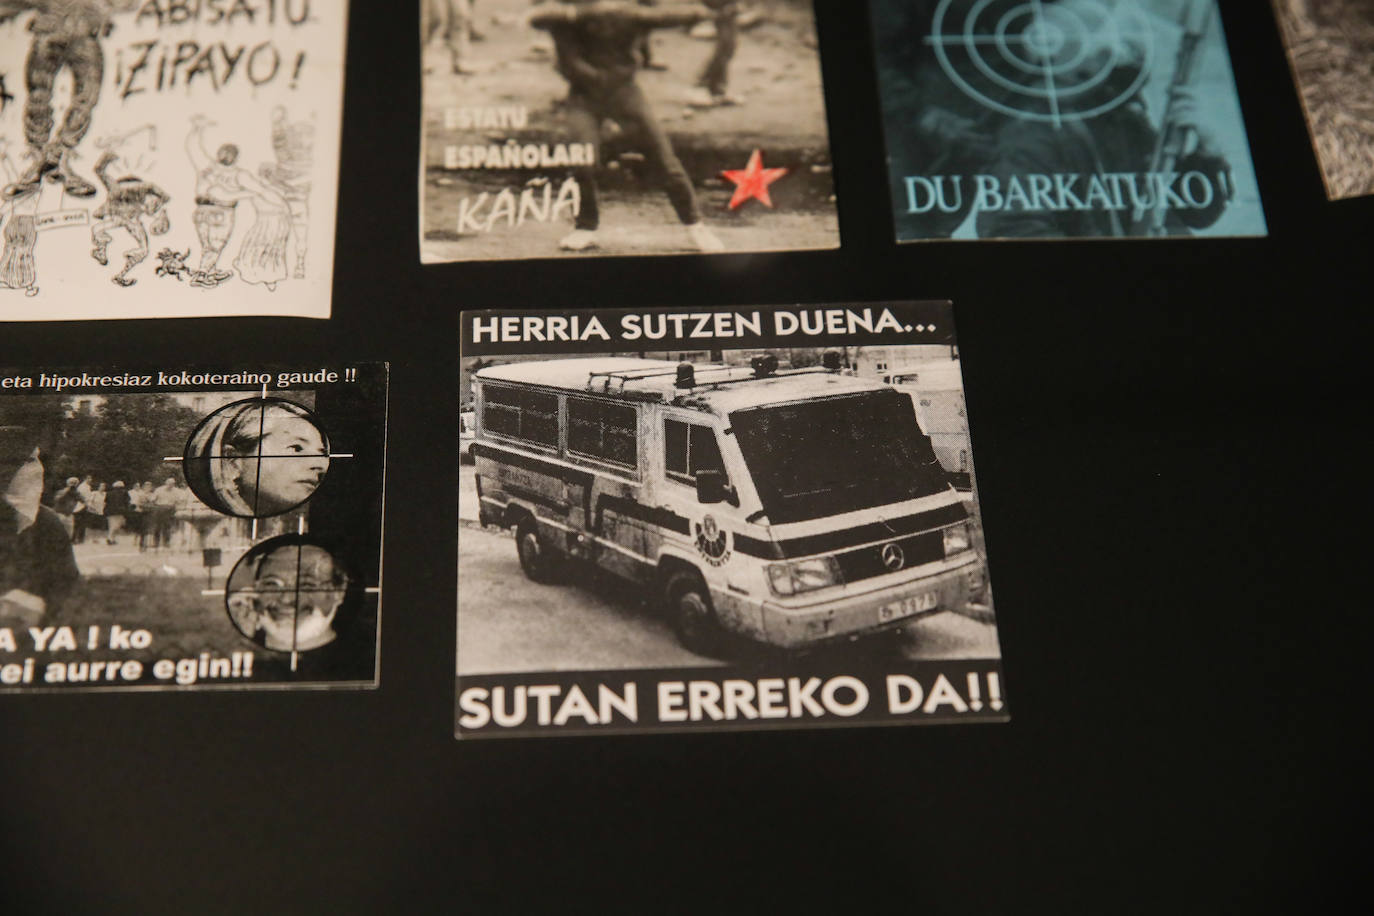 ABISATU
¡ZIPAYO!
ESTATU
ESPAÑOLARI
KAÑA
DU BARKATUKO!!
eta hipokresiaz kokoteraino gaude !!
A YA ! ko
ei aurre egin!!
HERRIA SUTZEN DUENA...
SUTAN ERREKO DA!!